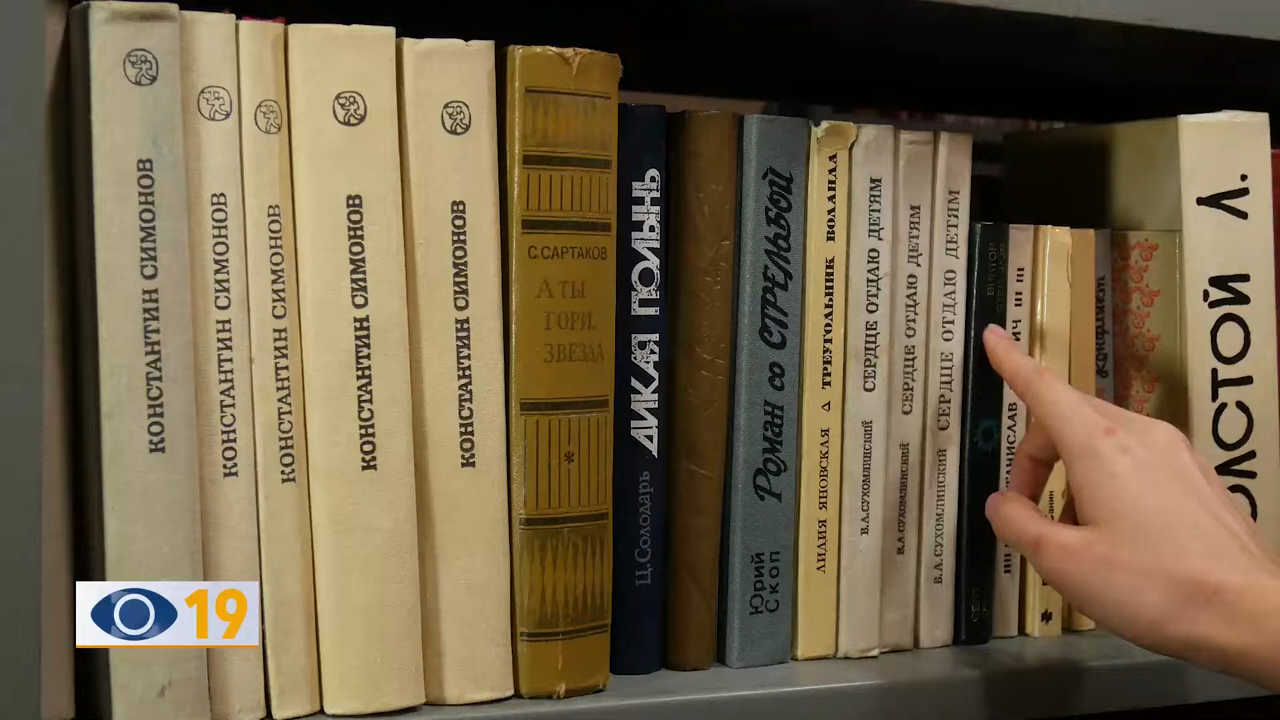 КОНСТАНТИН СИМОНОВ
КОНСТАНТИН СИМОНОВ
КОНСТАНТИН СИМОНОВ
КОНСТАНТИН СИМОНОВ
КОНСТАНТИН СИМОНОВ
С. САРТАКОВ
А ТЫ
ГОРИ,
ЗВЕЗДА
*
Ц. Солодарь ДИКАЯ ПОЛЫНЬ
Юрий Скоп Роман со СТРЕЛЬБОЙ
ЛИДИЯ ЯНОВСКАЯ ТРЕУГОЛЬНИК ВОЛАНДА
В.А.СУХОМЛИНСКИЙ СЕРДЦЕ ОТДАЮ ДЕТЯМ
В.А.СУХОМЛИНСКИЙ СЕРДЦЕ ОТДАЮ ДЕТЯМ
В.А.СУХОМЛИНСКИЙ СЕРДЦЕ ОТДАЮ ДЕТЯМ
ВИКТОР
ОЛСТОЙ Л.
19